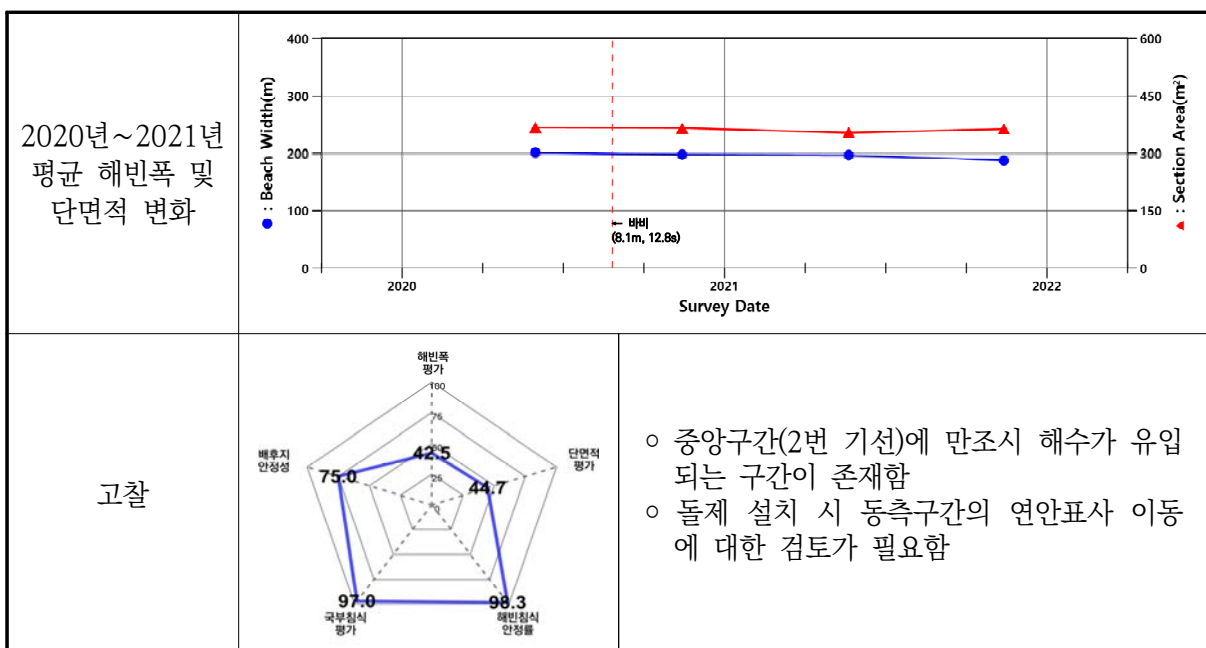 2020년~2021년
평균 해빈폭 및
단면적 변화
● : Beach Width(m)
400
300
200
100
0
600
450
300
150
0
▲ : Section Area(m²)
← 바비
(8.1m, 12.8s)
2020
2021
2022
Survey Date
고찰
해빈폭
평가
100
75
50
25
0
42.5
단면적
평가
44.7
배후지
안정성
75.0
97.0
국부침식
평가
98.3
해빈침식
안정률
○ 중앙구간(2번 기선)에 만조시 해수가 유입
되는 구간이 존재함
○ 돌제 설치 시 동측구간의 연안표사 이동
에 대한 검토가 필요함